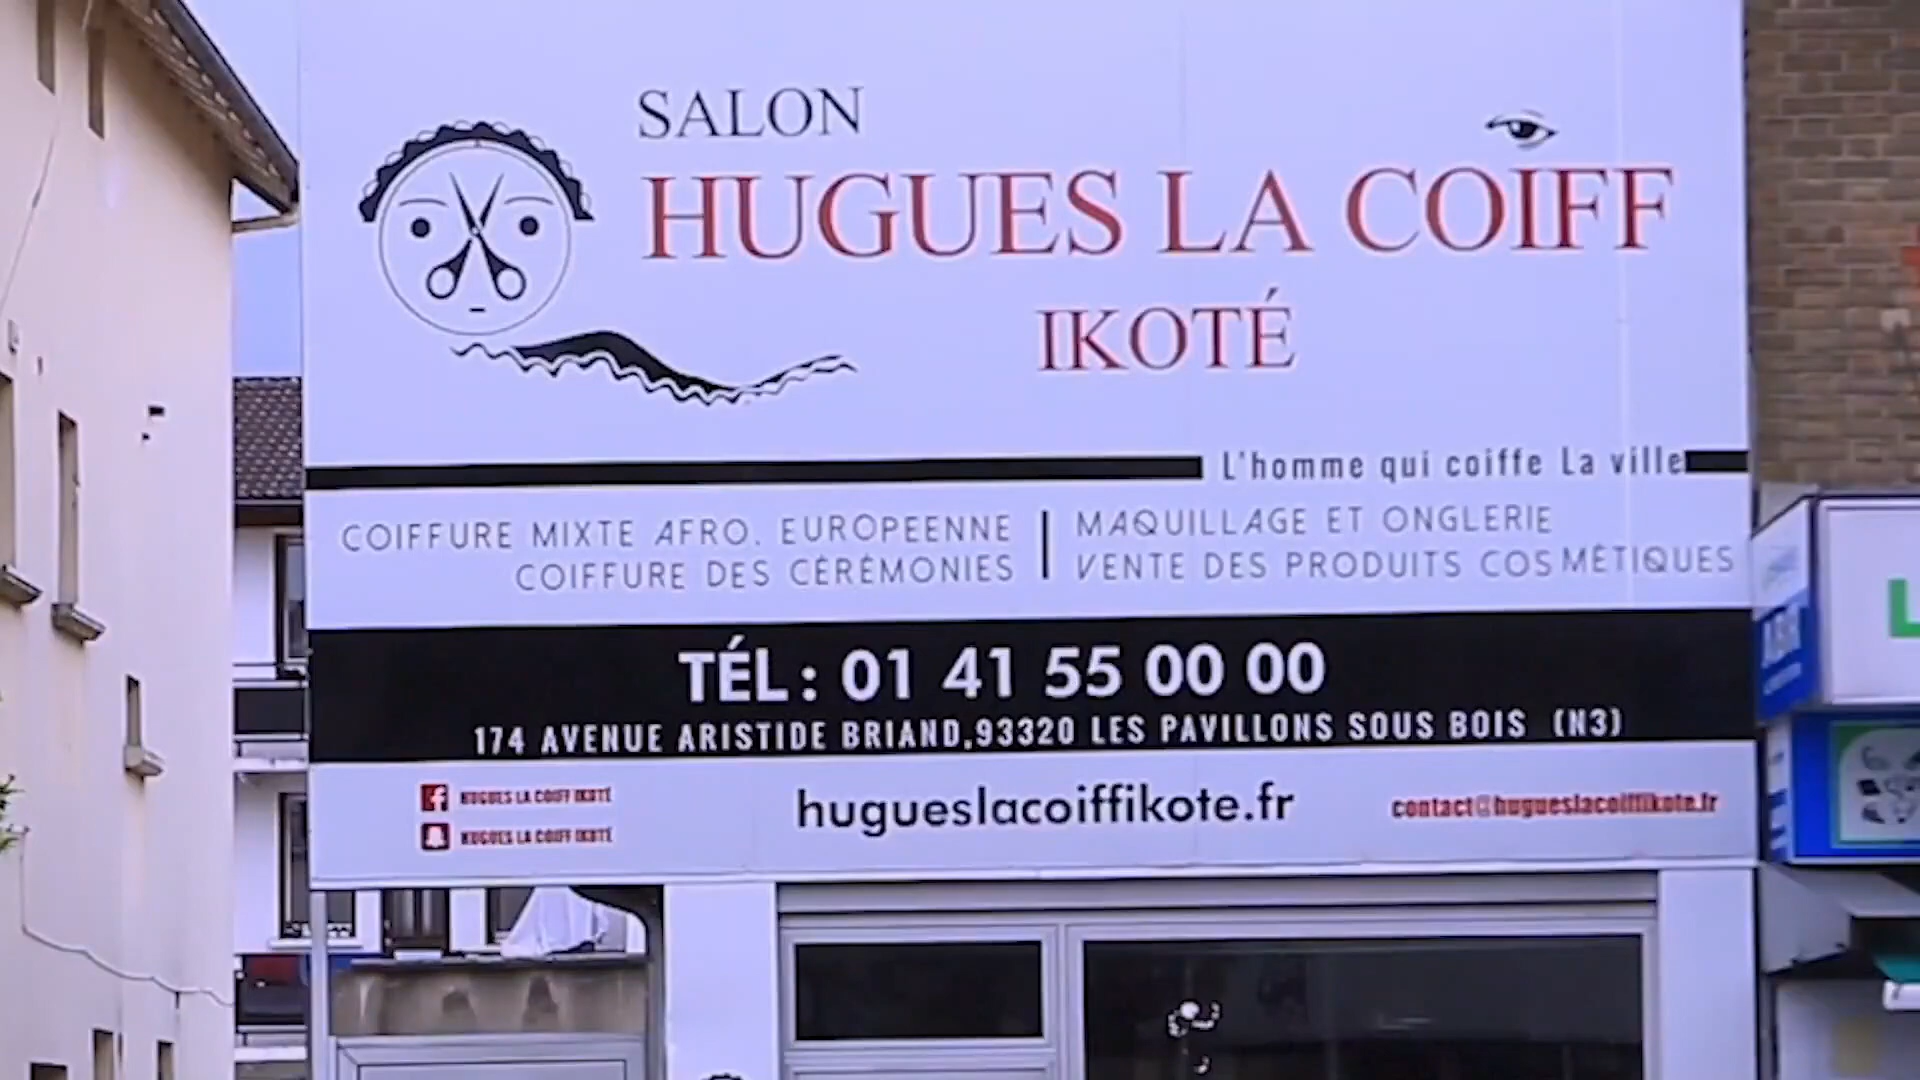 SALON
HUGUES LA COIFF
IKOTÉ
L'homme qui coiffe La ville
COIFFURE MIXTE AFRO. EUROPEENNE
COIFFURE DES CÉRÉMONIES
MAQUILLAGE ET ONGLERIE
VENTE DES PRODUITS COSMÉTIQUES
TÉL : 01 41 55 00 00
174 AVENUE ARISTIDE BRIAND.93320 LES PAVILLONS SOUS BOIS (N3)
HUGUES LA COIFF IKOTÉ
HUGUES LA COIFF IKOTÉ
hugueslacoiffikote.fr
contact@hugueslacoiffikote.fr